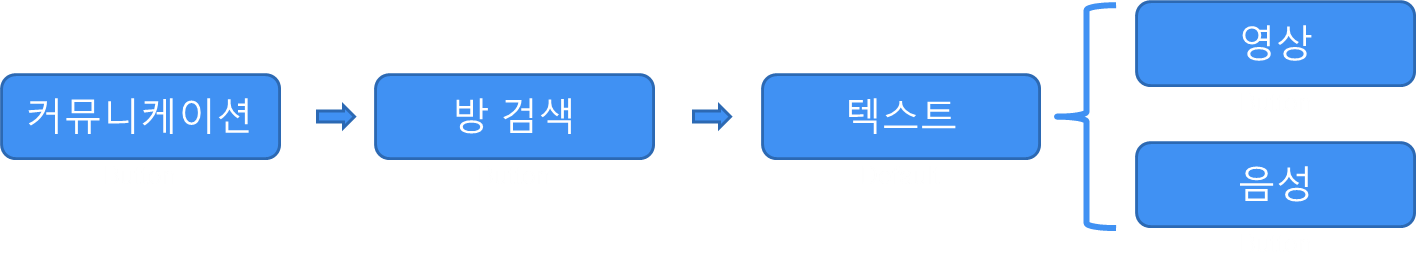 커뮤니케이션
방 검색
텍스트
영상
음성